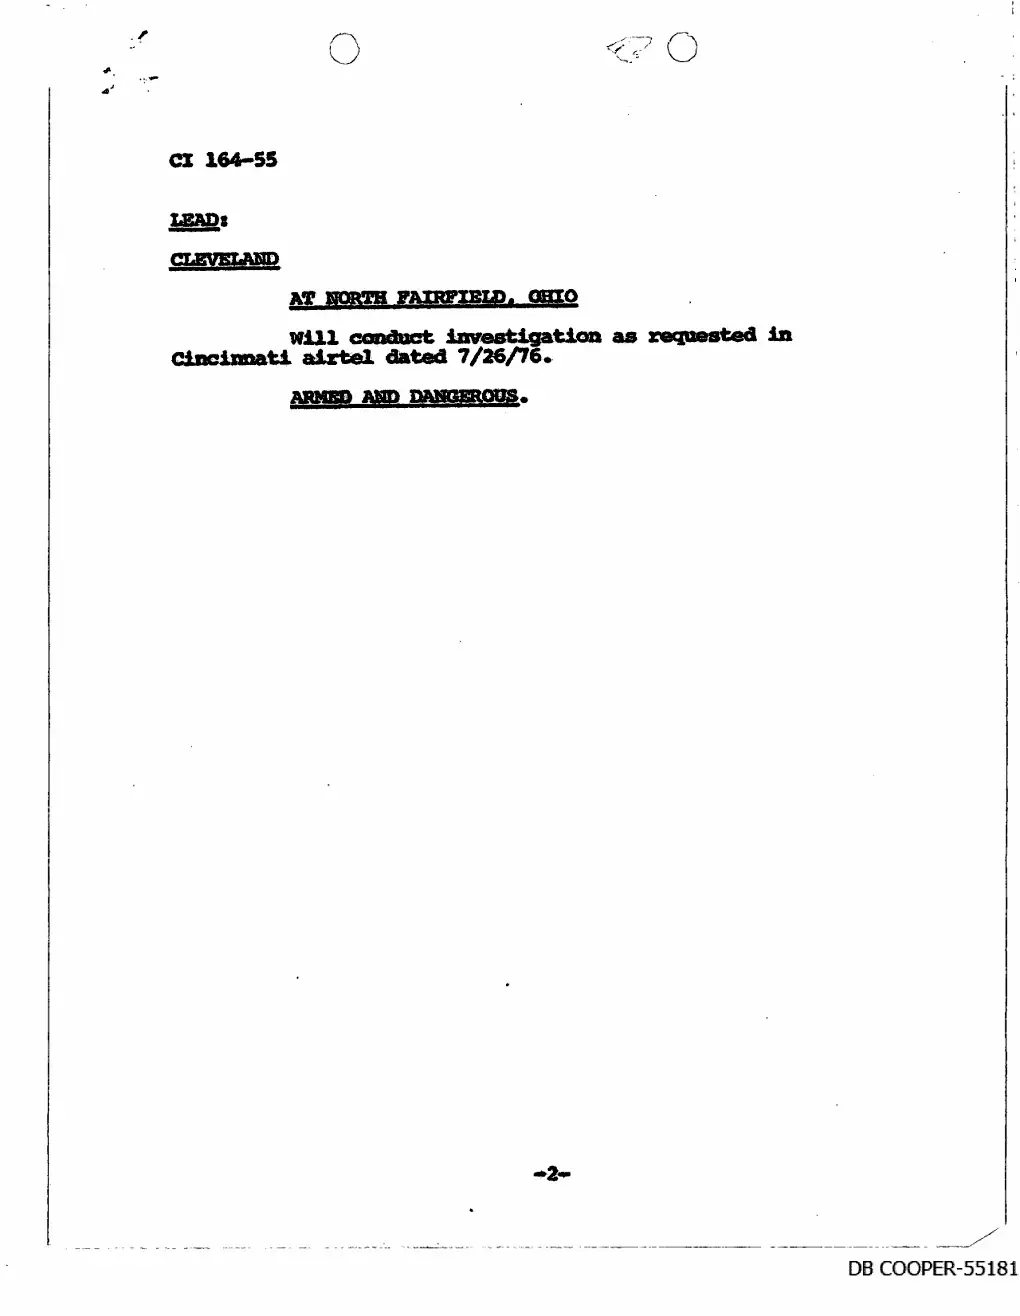 CI 164-55
LEAD:
CLEVELAND
AT NORTH FAIRFIELD, OHIO
Will conduct investigation as requested in
Cincinnati airtel dated 7/26/76.
ARMED AND DANGEROUS.
-2-
DB COOPER-55181